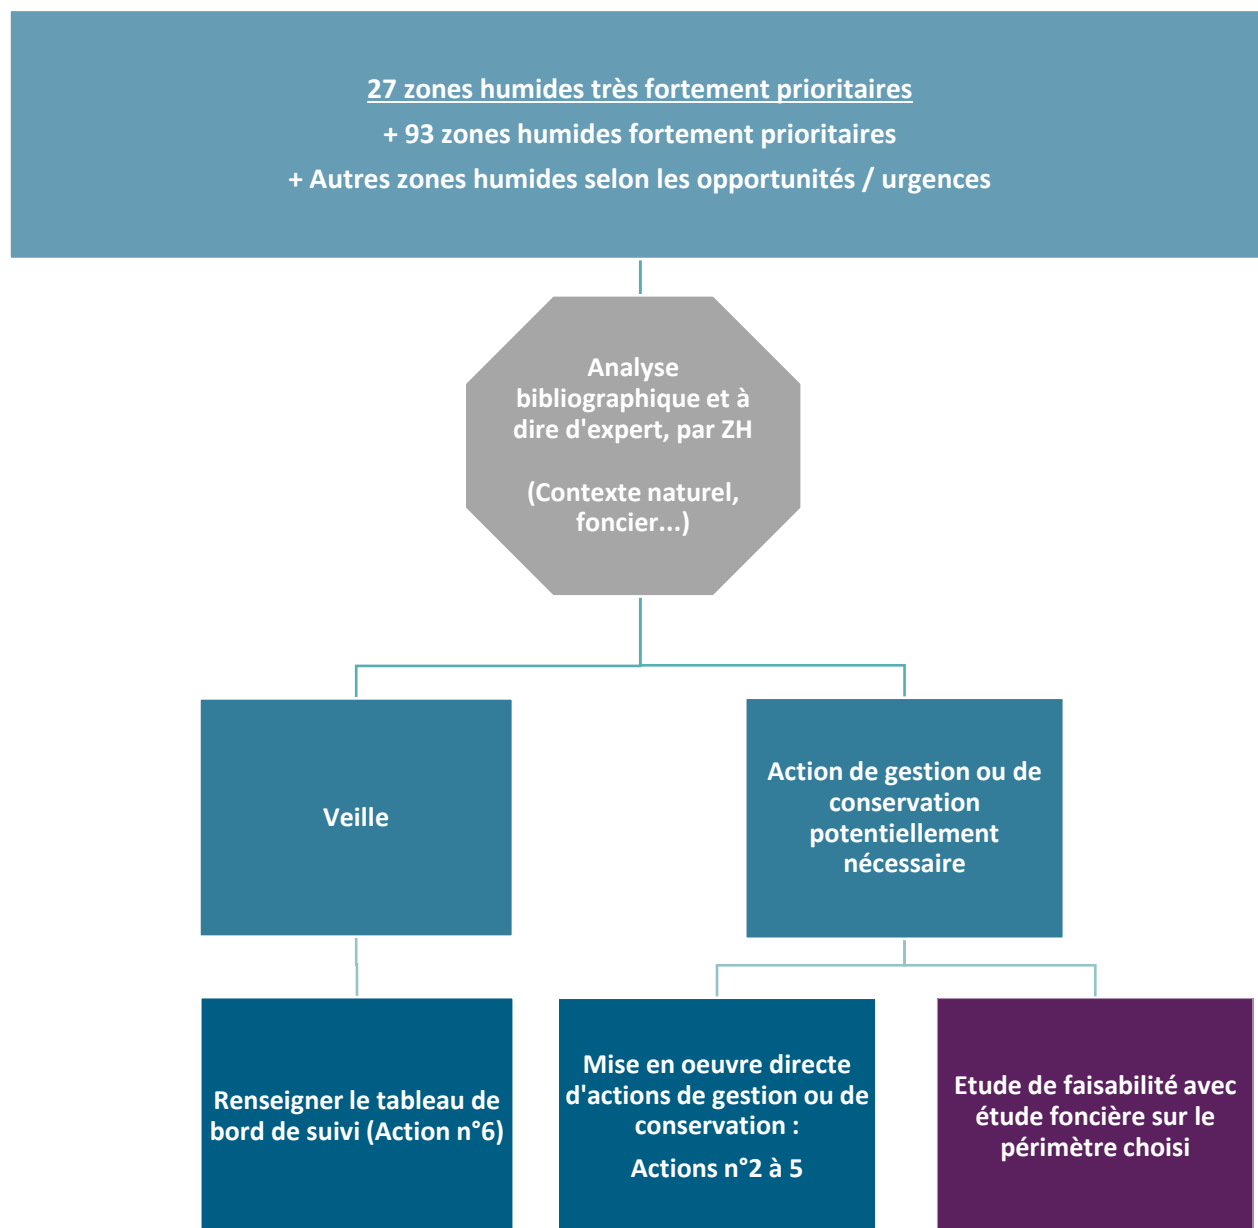 27 zones humides très fortement prioritaires
+ 93 zones humides fortement prioritaires
+ Autres zones humides selon les opportunités / urgences
Analyse
bibliographique et à
dire d'expert, par ZH
(Contexte naturel,
foncier...)
Veille
Action de gestion ou de
conservation
potentiellement
nécessaire
Renseigner le tableau de
bord de suivi (Action n°6)
Mise en oeuvre directe
d'actions de gestion ou de
conservation :
Actions n°2 à 5
Etude de faisabilité avec
étude foncière sur le
périmètre choisi